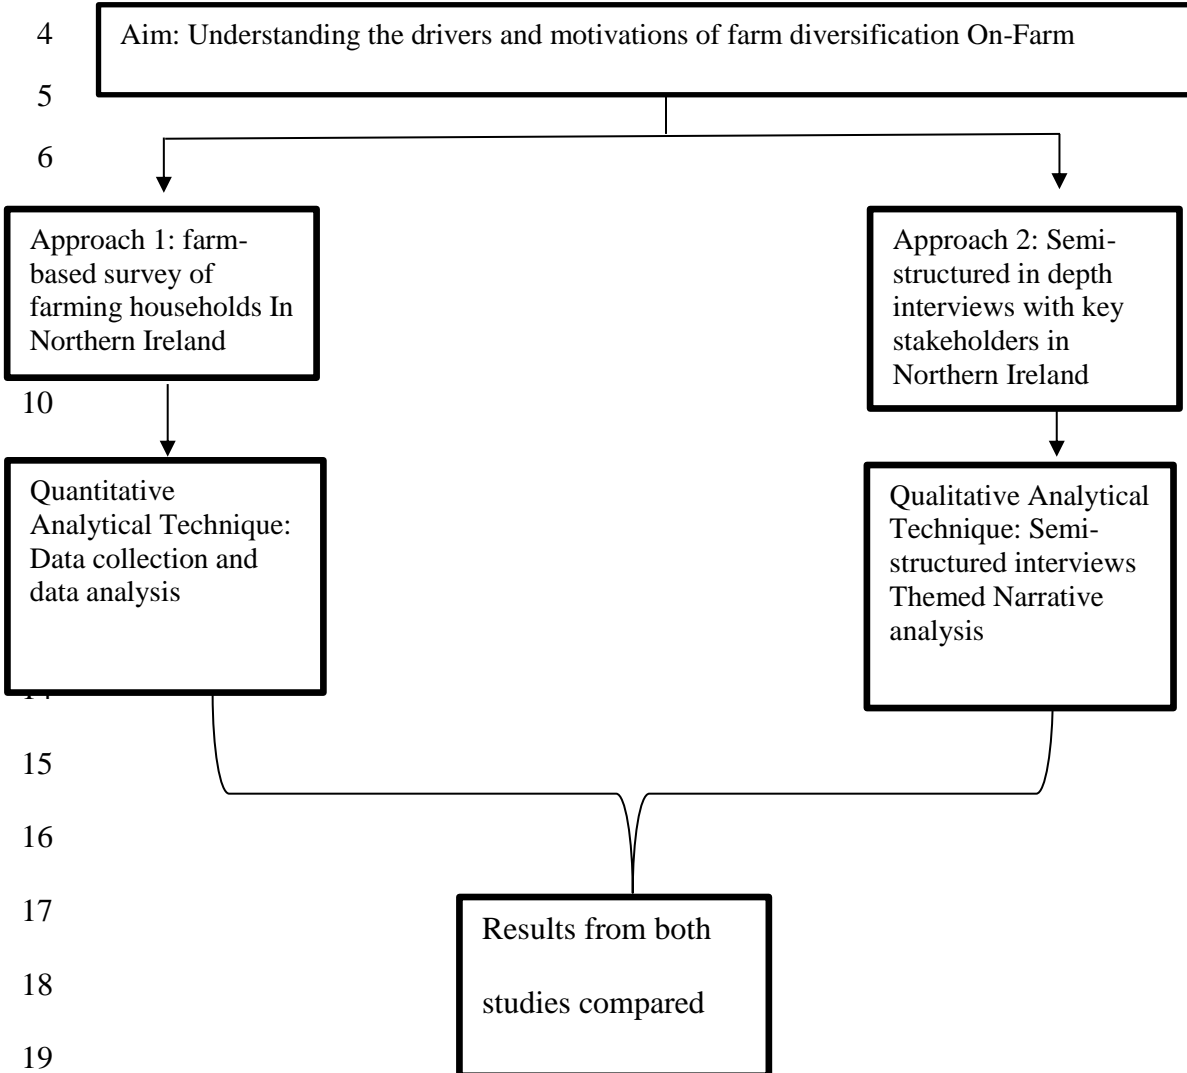 4
Aim: Understanding the drivers and motivations of farm diversification On-Farm
5
6
Approach 1: farm-
based survey of
farming households In
Northern Ireland
Approach 2: Semi-
structured in depth
interviews with key
stakeholders in
Northern Ireland
10
Quantitative
Analytical Technique:
Data collection and
data analysis
Qualitative Analytical
Technique: Semi-
structured interviews
Themed Narrative
analysis
15
16
17
Results from both
18
studies compared
19